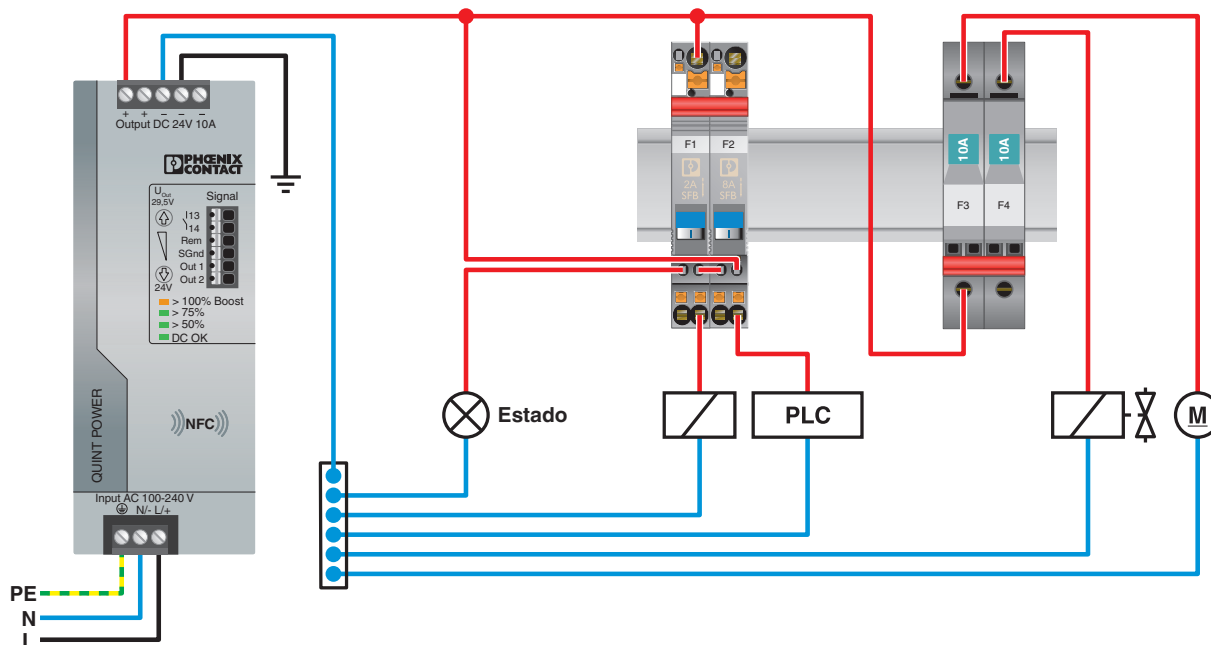 + + − − −
Output DC 24V 10A
PHŒNIX
CONTACT
UOut
29,5V
Signal
13
14
Rem
SGnd
Out 1
Out 2
24V
> 100% Boost
> 75%
> 50%
DC OK
QUINT POWER
NFC
Input AC 100-240 V
N/- L/+
PE
N
L
F1
F2
2A
SFB
8A
SFB
10A
10A
F3
F4
Estado
PLC
M